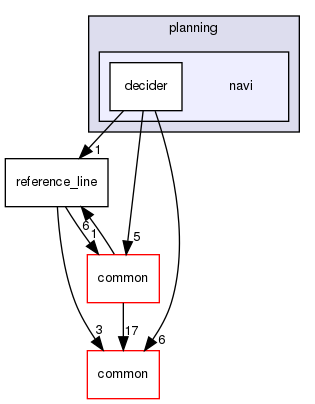 planning
decider
navi
1
reference_line
6
1
5
common
3
17
6
common